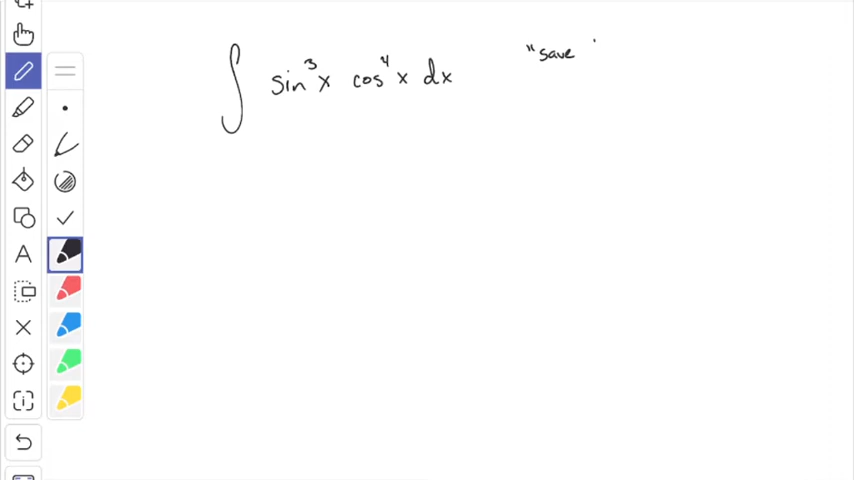 ∫ sin³x cos⁴x dx "save